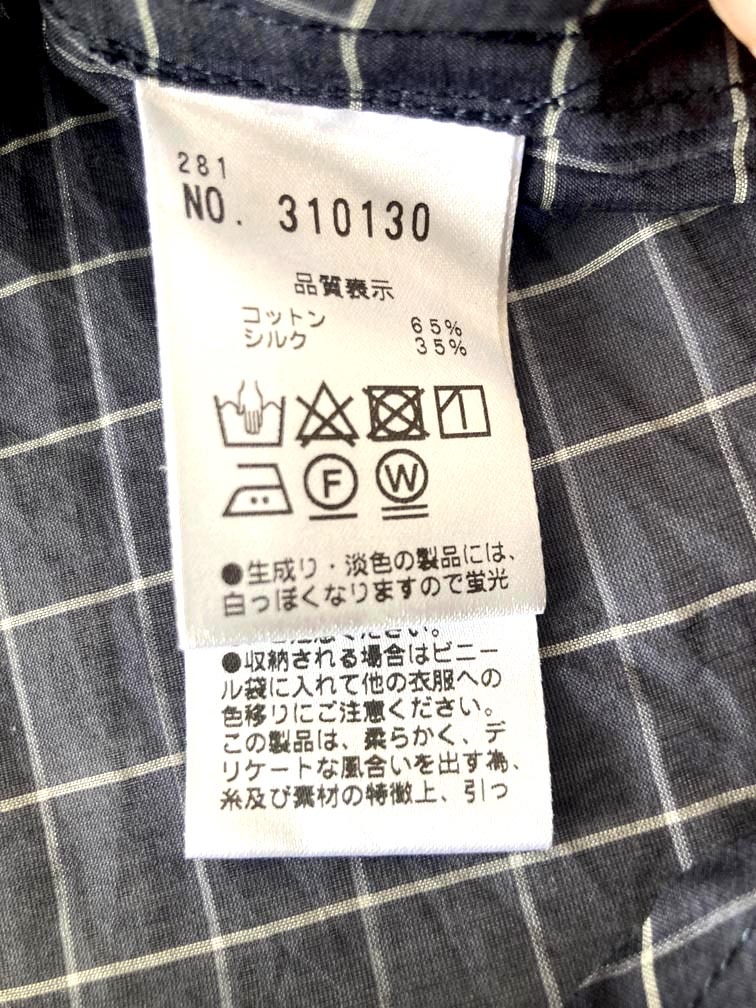 281
NO. 310130
品質表示
コットン 65%
シルク 35%
F W
●生成り・淡色の製品には、
白っぽくなりますので蛍光
ください。
●収納される場合はビニー
ル袋に入れて他の衣服への
色移りにご注意ください。
この製品は、柔らかく、デ
リケートな風合いを出す為、
糸及び素材の特徴上、引っ